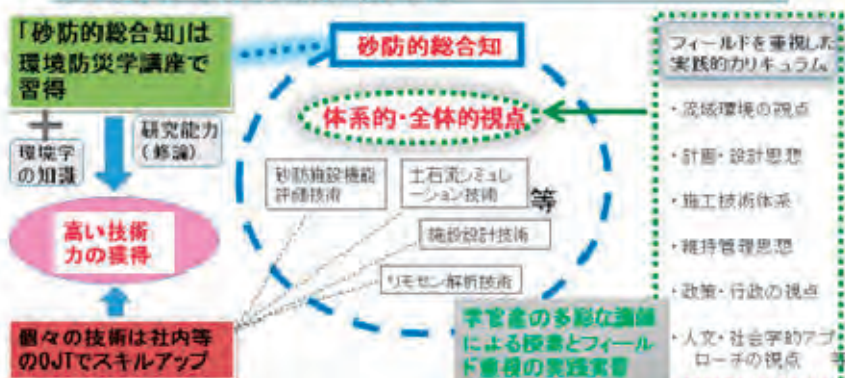 「砂防的総合知」は
環境防災学講座で
習得
＋
環境学
の知識
研究能力
（修論）
高い技術
力の獲得
個々の技術は社内等
のOJTでスキルアップ
砂防的総合知
体系的・全体的視点
砂防施設機能
評価技術
土石流シミュレ
ーション技術
等
施設設計技術
リモセン解析技術
学官産の多彩な講師
による授業とフィール
ド重視の実践実習
フィールドを重視した
実践的カリキュラム
・流域環境の視点
・計画・設計思想
・施工技術体系
・維持管理思想
・政策・行政の視点
・人文・社会学的アプ
ローチの視点 等